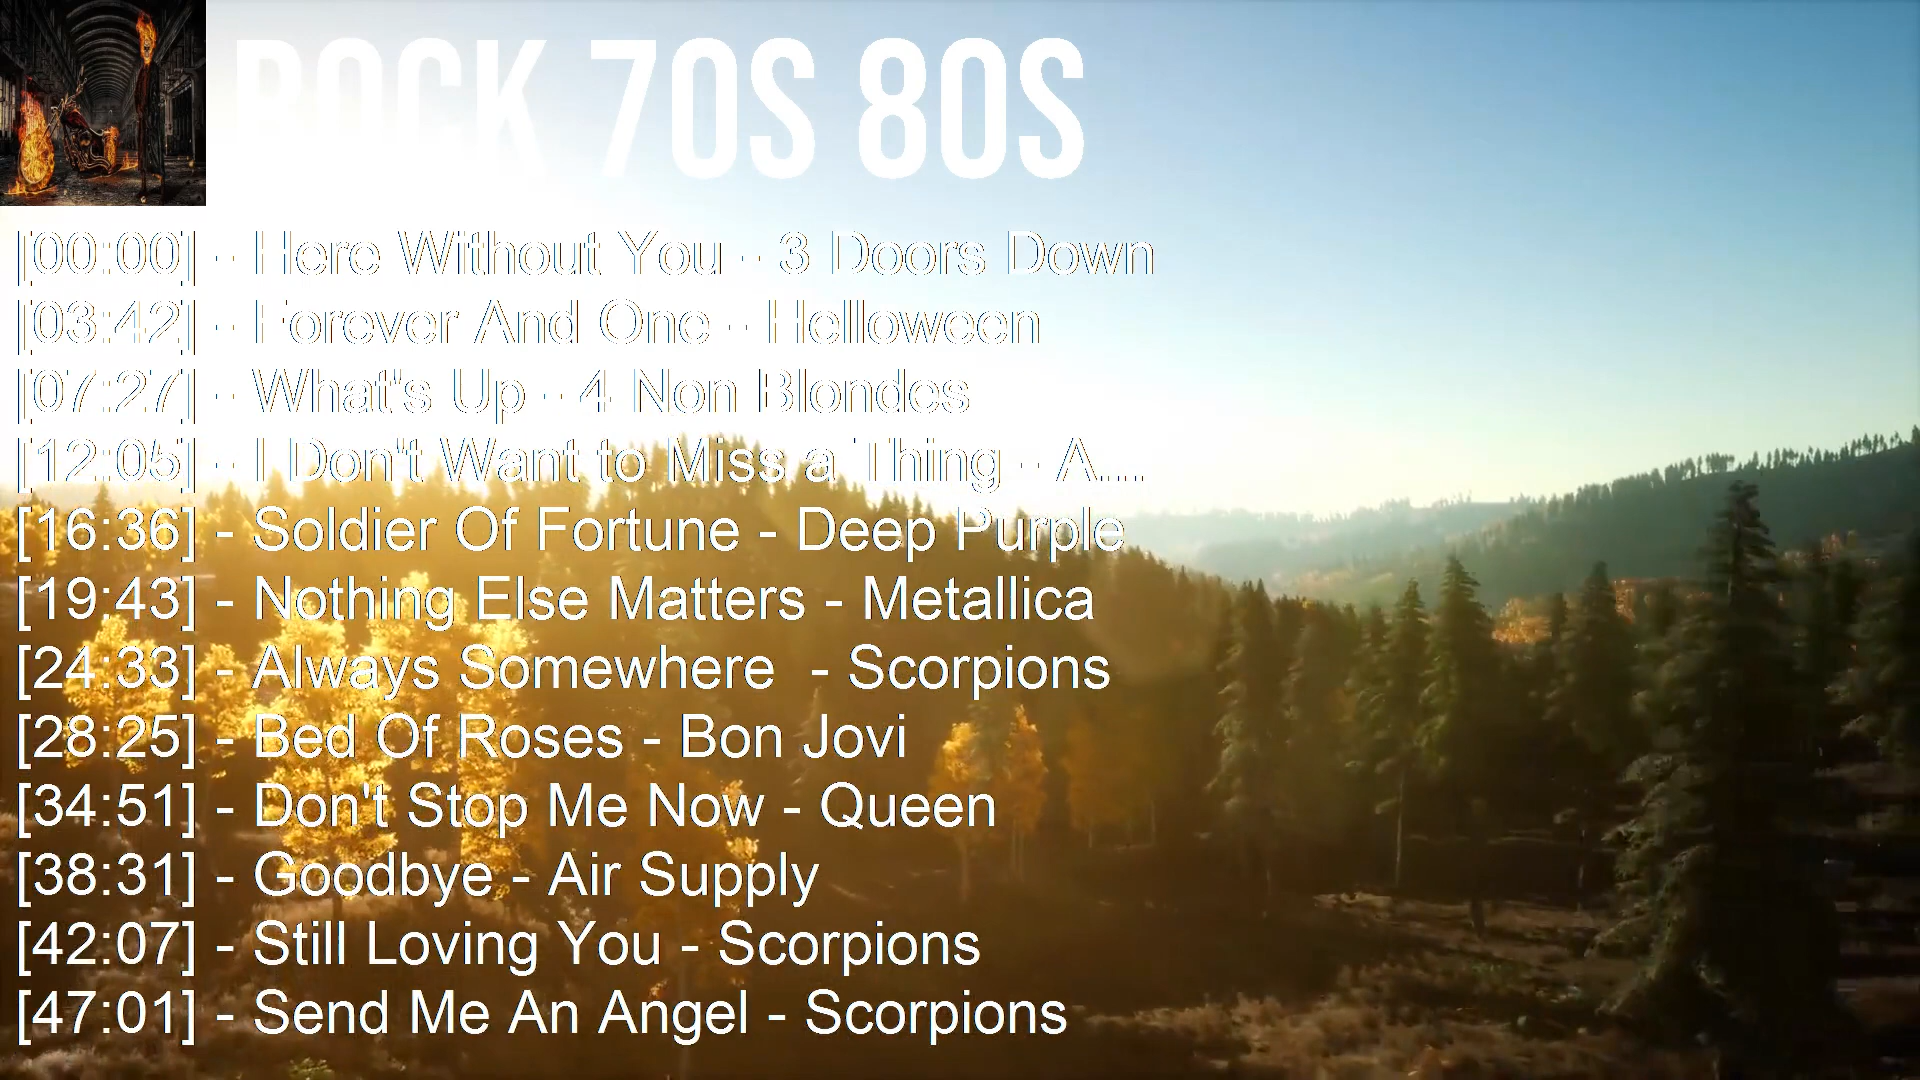 ROCK 70S 80S
[00:00] - Here Without You - 3 Doors Down
[03:42] - Forever And One - Helloween
[07:27] - What's Up - 4 Non Blondes
[12:05] - I Don't Want to Miss a Thing - A...
[16:36] - Soldier Of Fortune - Deep Purple
[19:43] - Nothing Else Matters - Metallica
[24:33] - Always Somewhere  - Scorpions
[28:25] - Bed Of Roses - Bon Jovi
[34:51] - Don't Stop Me Now - Queen
[38:31] - Goodbye - Air Supply
[42:07] - Still Loving You - Scorpions
[47:01] - Send Me An Angel - Scorpions